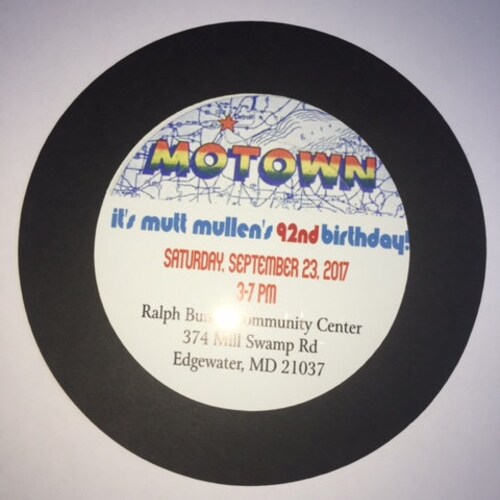 MOTOWN
it's mutt mullen's 92nd birthday!
SATURDAY, SEPTEMBER 23, 2017
3-7 PM
Ralph Community Center
374 Mill Swamp Rd
Edgewater, MD 21037